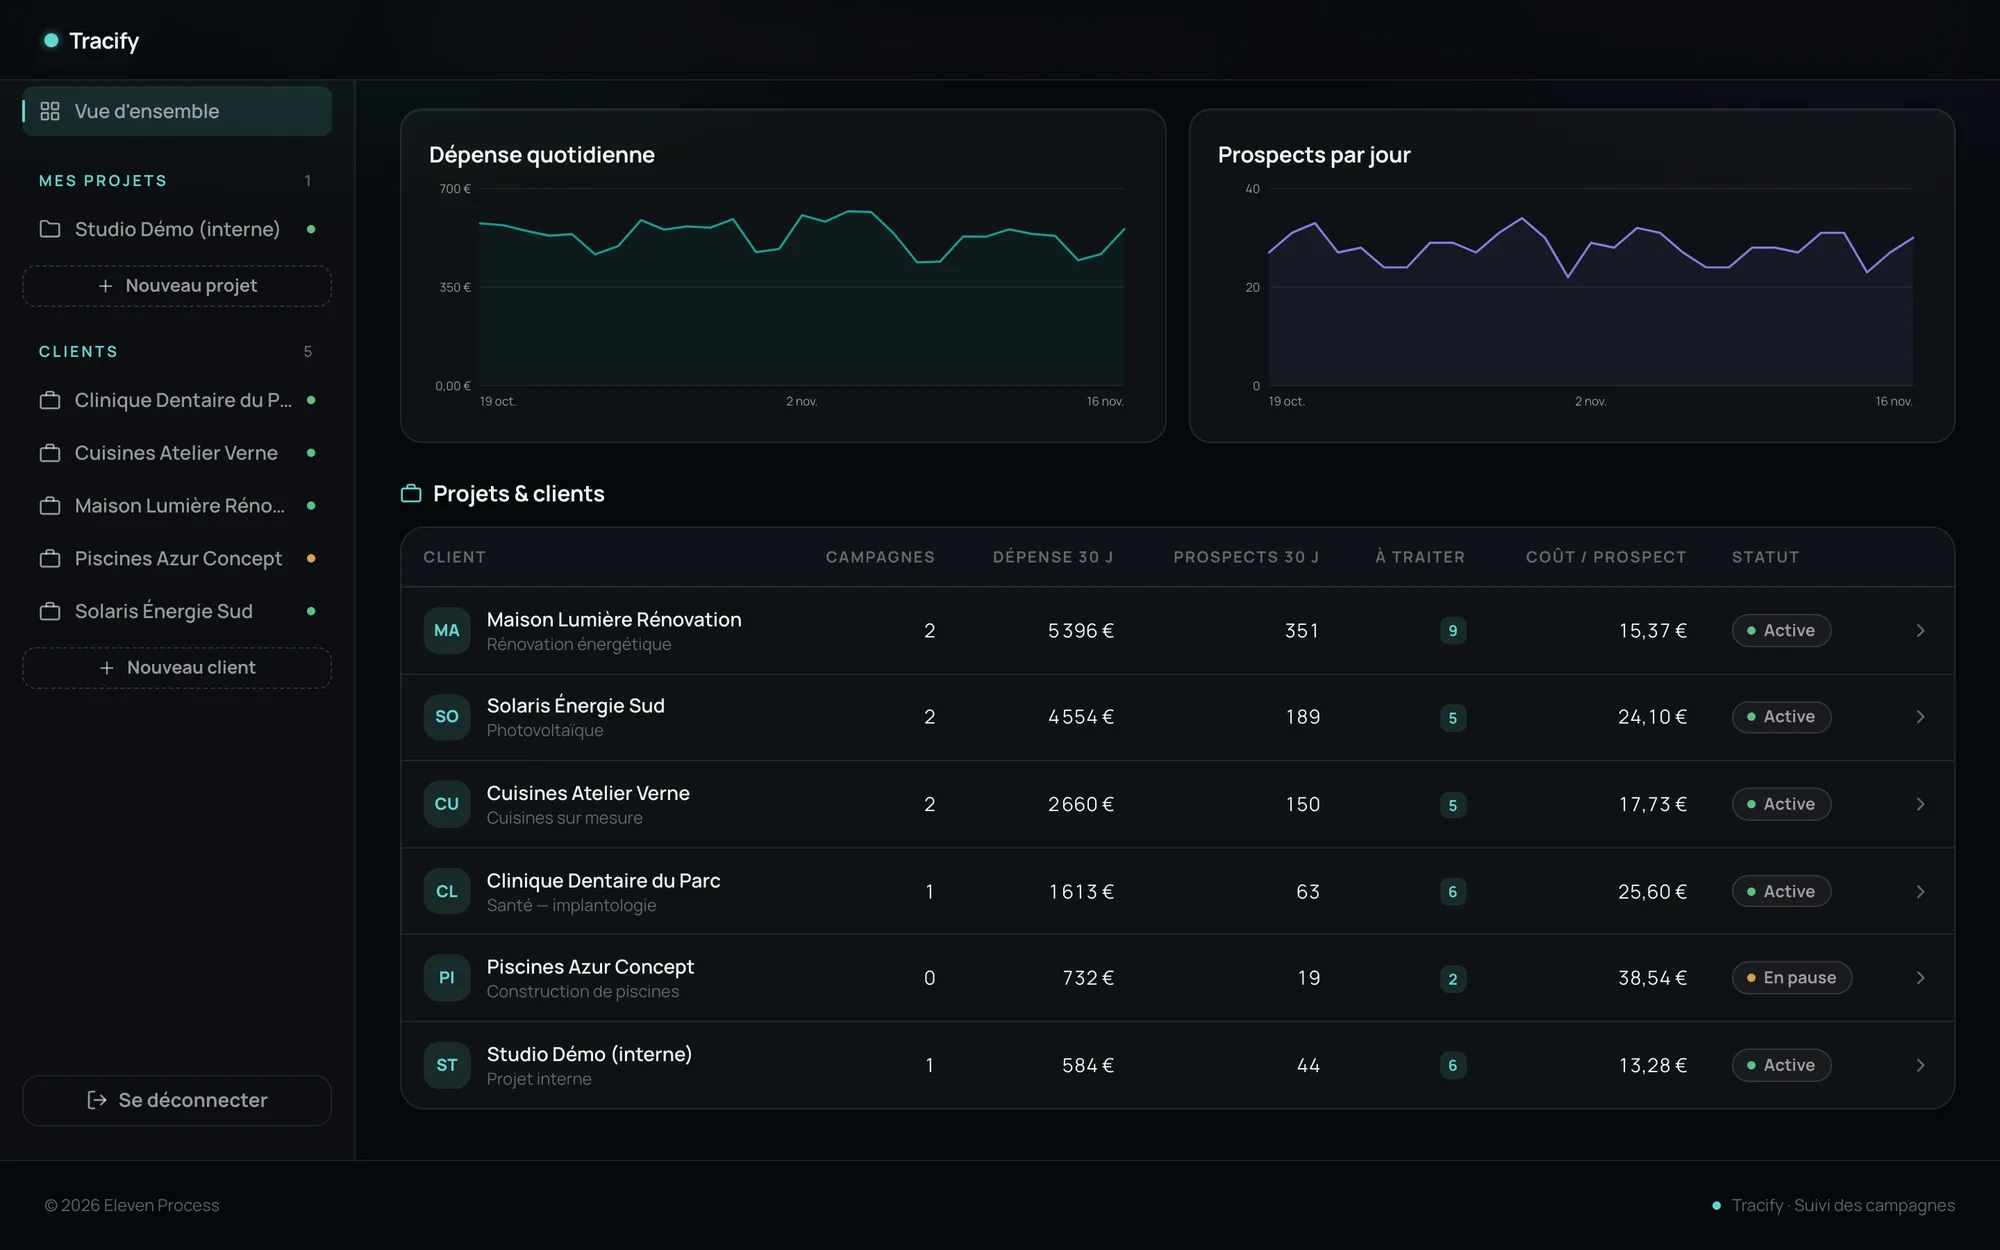 Tracify
Vue d'ensemble
MES PROJETS 1
Studio Démo (interne)
+ Nouveau projet
CLIENTS 5
Clinique Dentaire du P...
Cuisines Atelier Verne
Maison Lumière Réno...
Piscines Azur Concept
Solaris Énergie Sud
+ Nouveau client
Se déconnecter
Dépense quotidienne
700 €
350 €
0,00 €
19 oct. 2 nov. 16 nov.
Prospects par jour
40
20
0
19 oct. 2 nov. 16 nov.
Projets & clients
CLIENT CAMPAGNES DÉPENSE 30 J PROSPECTS 30 J À TRAITER COÛT / PROSPECT STATUT
MA Maison Lumière Rénovation 2 5 396 € 351 9 15,37 € Active
Rénovation énergétique
SO Solaris Énergie Sud 2 4 554 € 189 5 24,10 € Active
Photovoltaïque
CU Cuisines Atelier Verne 2 2 660 € 150 5 17,73 € Active
Cuisines sur mesure
CL Clinique Dentaire du Parc 1 1 613 € 63 6 25,60 € Active
Santé — implantologie
PI Piscines Azur Concept 0 732 € 19 2 38,54 € En pause
Construction de piscines
ST Studio Démo (interne) 1 584 € 44 6 13,28 € Active
Projet interne
© 2026 Eleven Process
Tracify · Suivi des campagnes